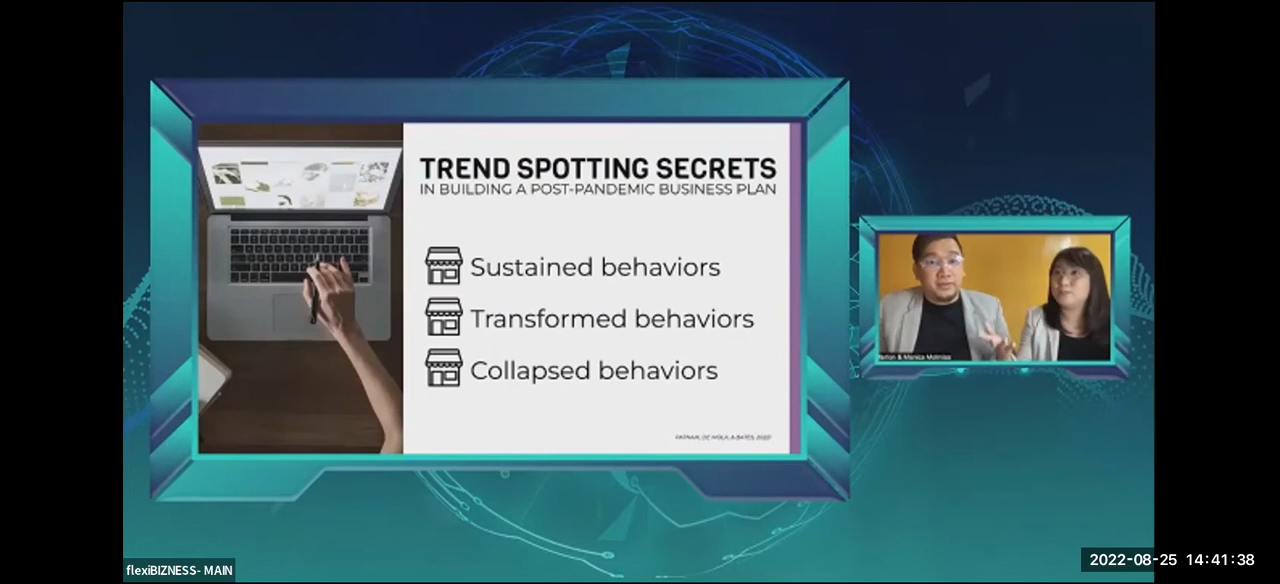 TREND SPOTTING SECRETS
IN BUILDING A POST-PANDEMIC BUSINESS PLAN
Sustained behaviors
Transformed behaviors
Collapsed behaviors
& Monica Molmisa
flexiBIZNESS- MAIN
2022-08-25 14:41:38